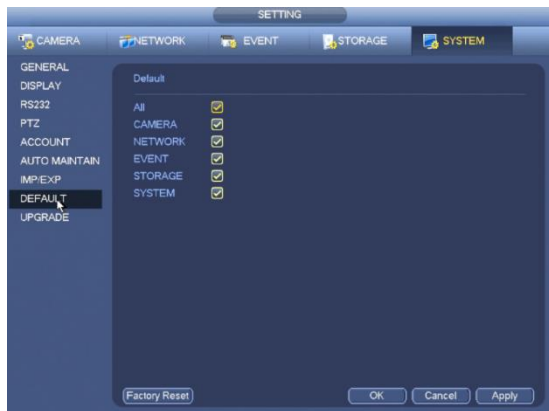 SETTING
CAMERA NETWORK EVENT STORAGE SYSTEM
GENERAL
DISPLAY
RS232
PTZ
ACCOUNT
AUTO MAINTAIN
IMP/EXP
DEFAULT
UPGRADE
Default
All
CAMERA
NETWORK
EVENT
STORAGE
SYSTEM
Factory Reset OK Cancel Apply